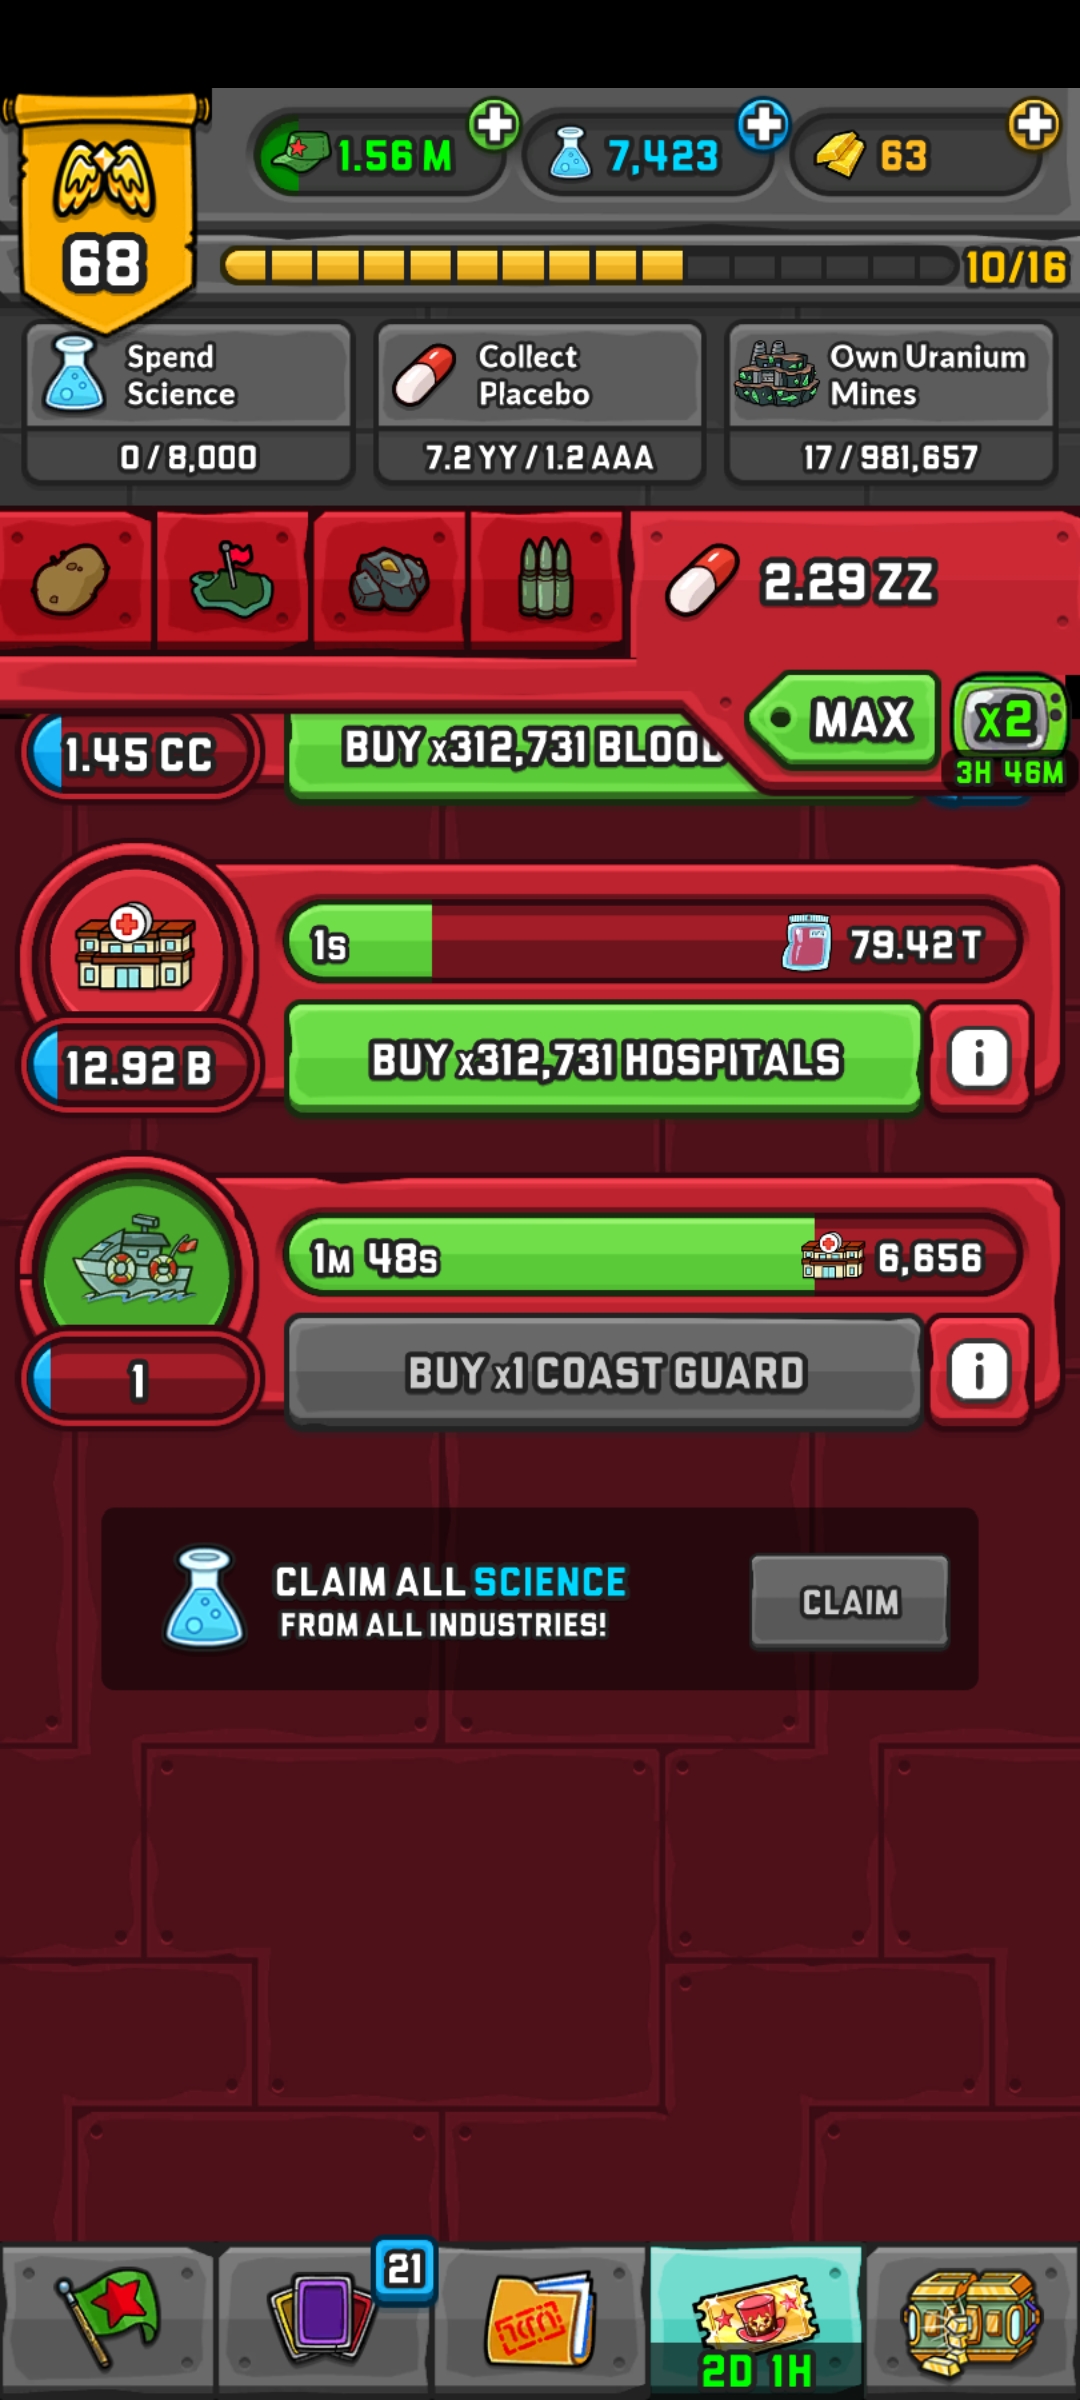 1.56 M
7,423
63
68
10/16
Spend
Science
0 / 8,000
Collect
Placebo
7.2 YY / 1.2 AAA
Own Uranium
Mines
17 / 981,657
2.29 ZZ
MAX
x2
3H 46M
1.45 CC
BUY x312,731 BLOOD
1s
79.42 T
12.92 B
BUY x312,731 HOSPITALS
i
1M 48s
6,656
1
BUY x1 COAST GUARD
i
CLAIM ALL SCIENCE
FROM ALL INDUSTRIES!
CLAIM
21
2D 1H